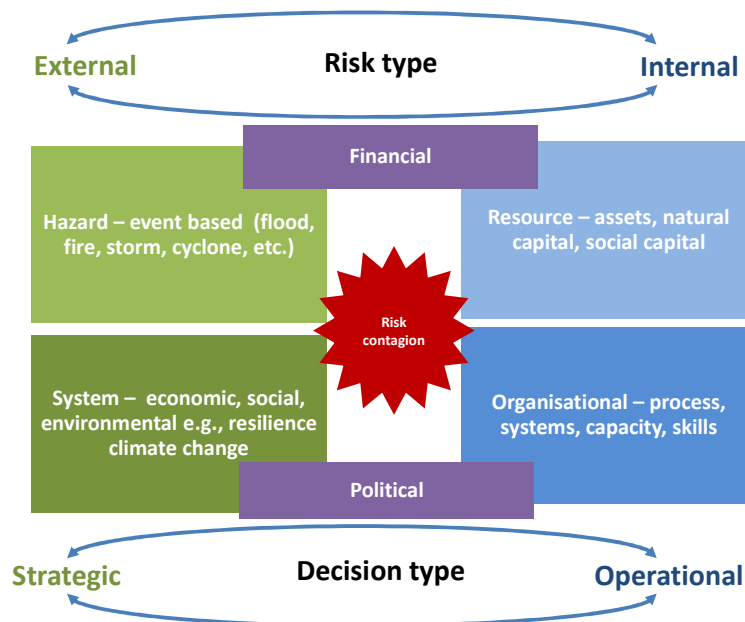 External
Risk type
Internal
Financial
Hazard – event based (flood,
fire, storm, cyclone, etc.)
Resource – assets, natural
capital, social capital
Risk
contagion
System – economic, social,
environmental e.g., resilience
climate change
Organisational – process,
systems, capacity, skills
Political
Strategic
Decision type
Operational